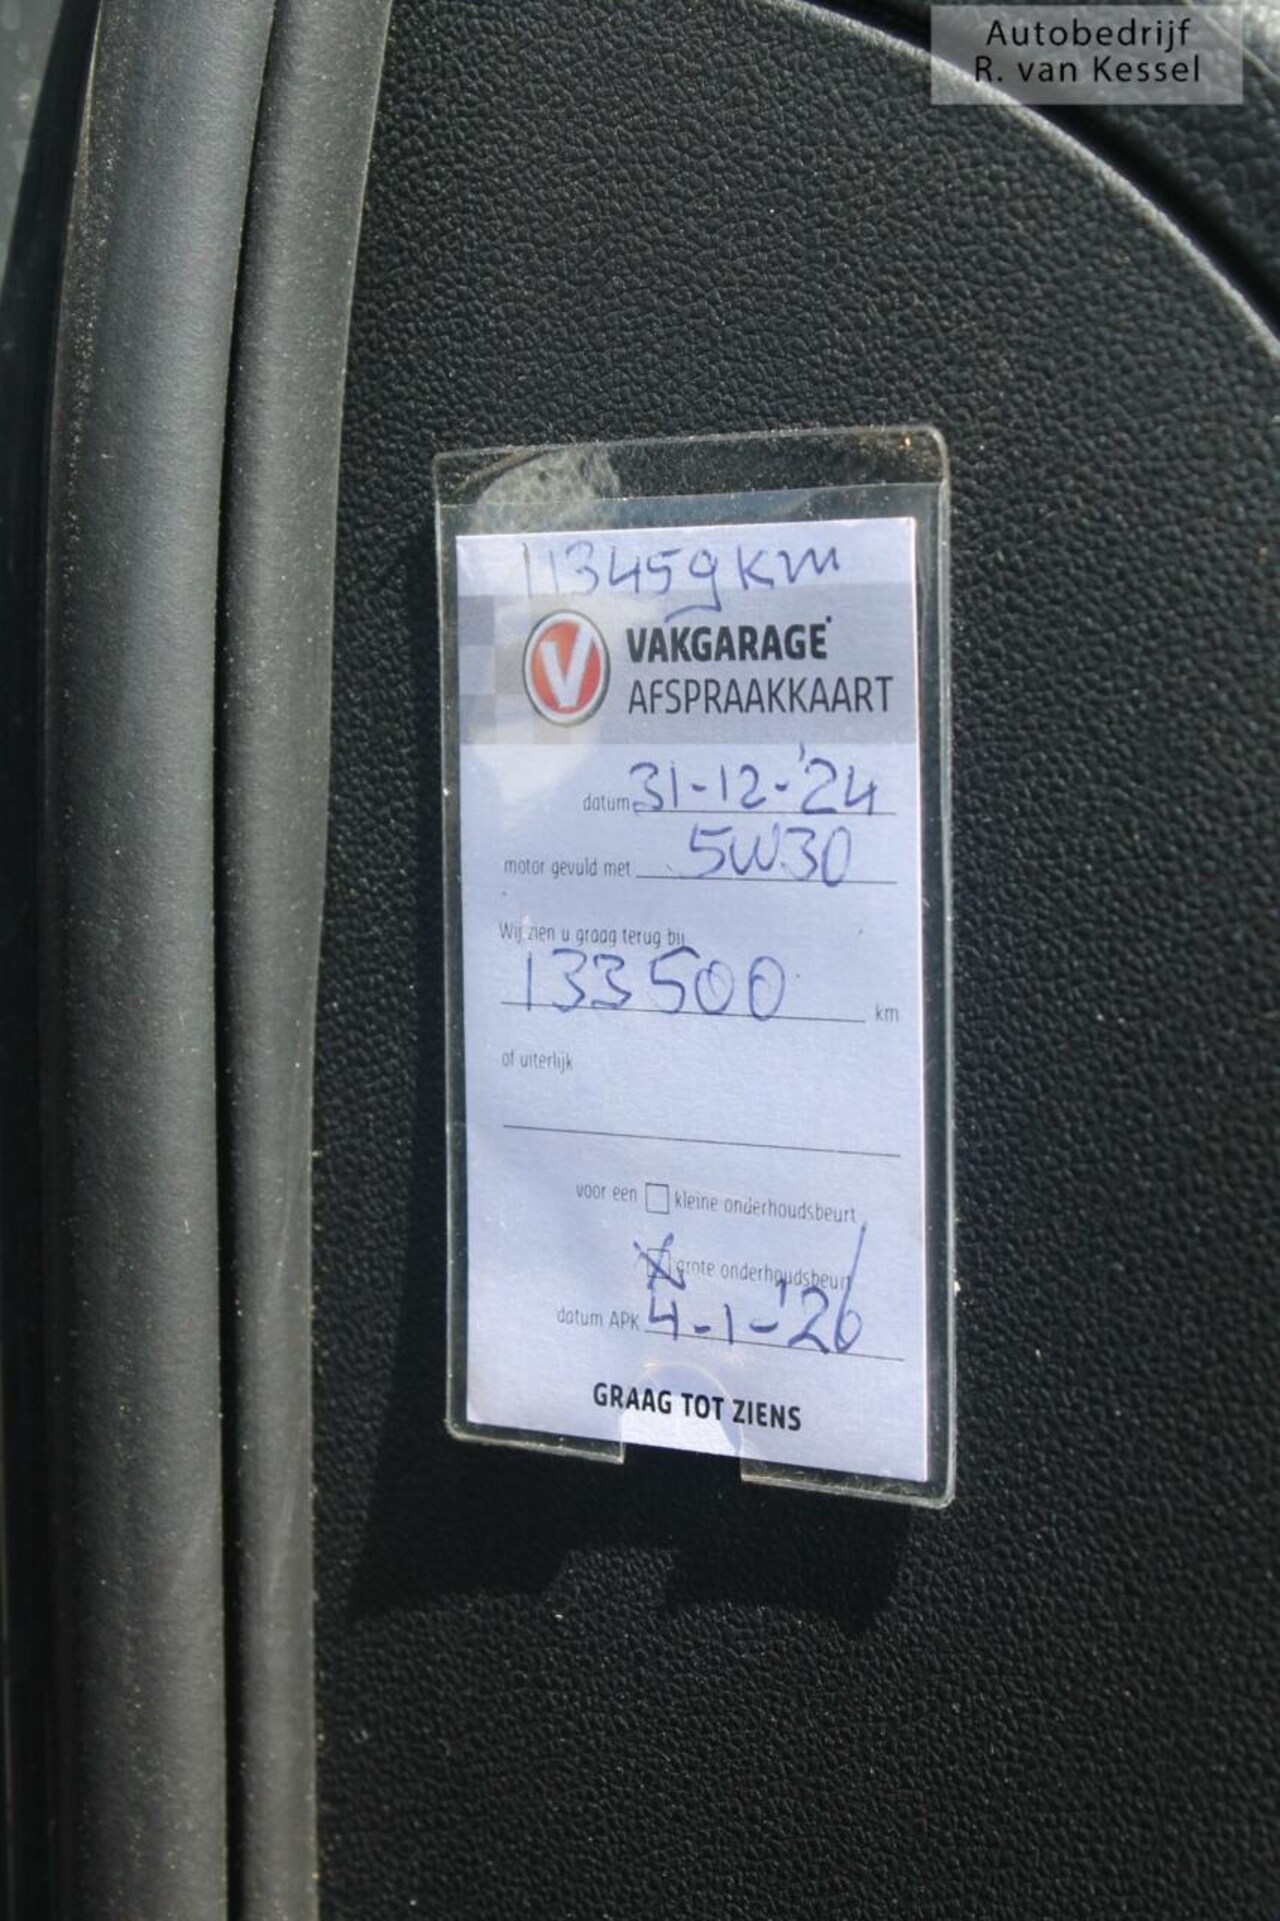 Autobedrijf
R. van Kessel
113459 km
VAKGARAGE
AFSPRAAKKAART
datum 31-12-'24
motor gevuld met 5W30
Wij zien u graag terug bij
133500 km
of uiterlijk
voor een kleine onderhoudsbeurt
grote onderhoudsbeurt
datum APK 4-1-'26
GRAAG TOT ZIENS